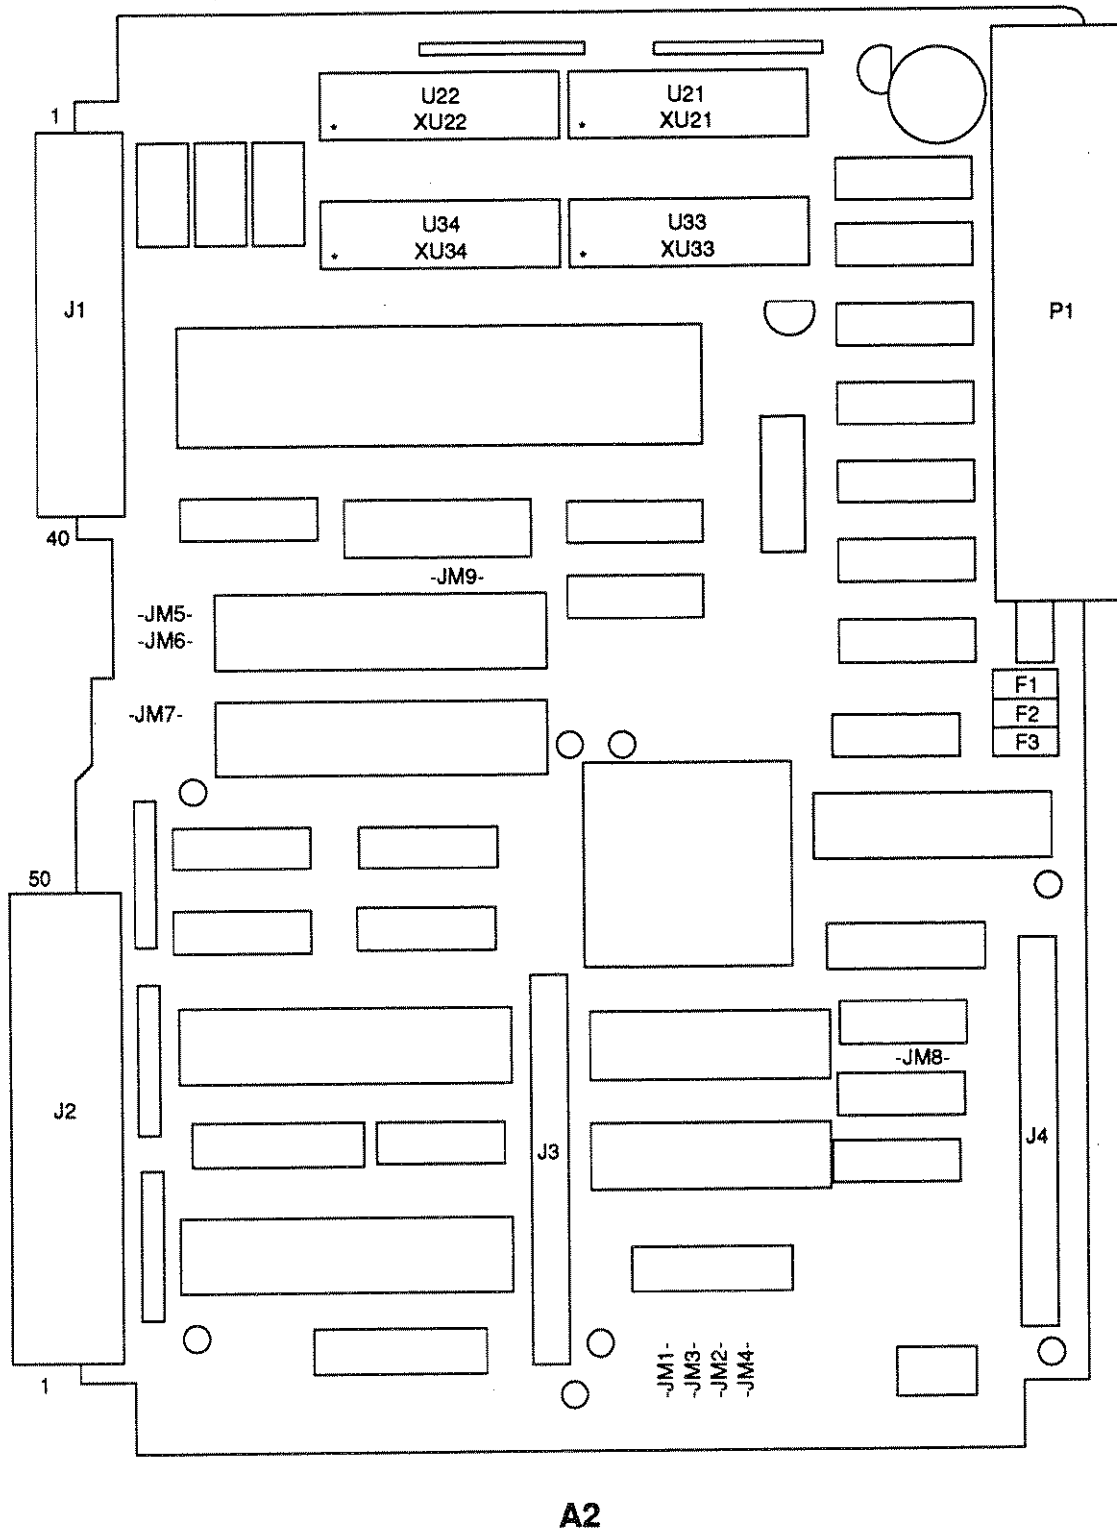 1
U22
XU22
*
U21
XU21
*
U34
XU34
*
U33
XU33
*
J1
P1
40
-JM9-
-JM5-
-JM6-
-JM7-
F1
F2
F3
50
-JM8-
J2
J3
J4
-JM1-
-JM3-
-JM2-
-JM4-
1
A2